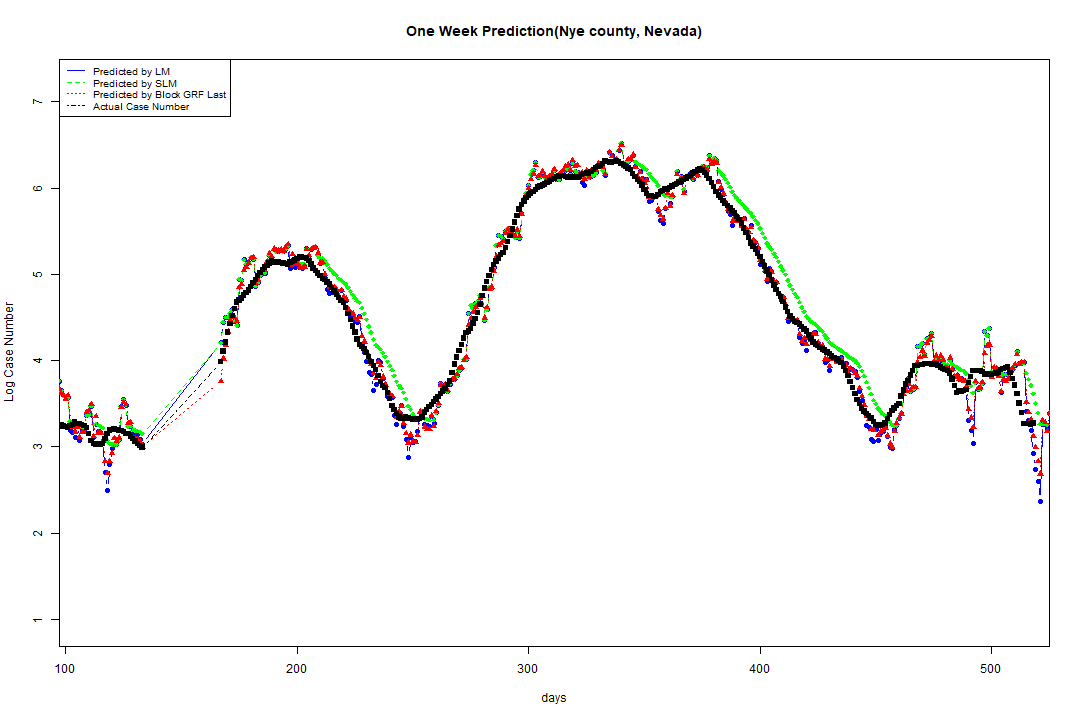 One Week Prediction(Nye county, Nevada)
Predicted by LM
Predicted by SLM
Predicted by Block GRF Last
Actual Case Number
7
6
5
4
3
2
1
Log Case Number
100 200 300 400 500
days